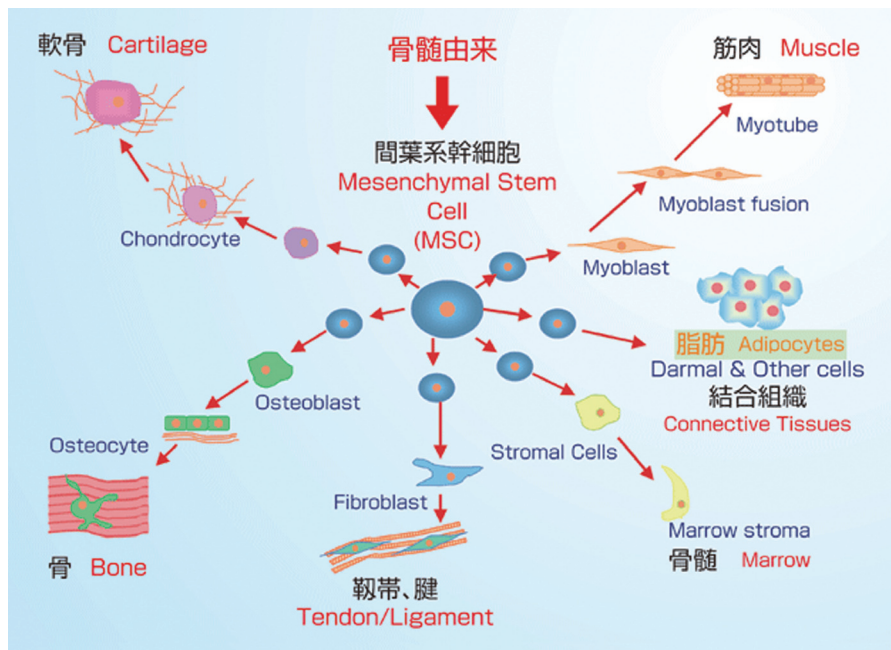 軟骨 Cartilage
骨髄由来
筋肉 Muscle
Myotube
間葉系幹細胞
Mesenchymal Stem
Cell
(MSC)
Myoblast fusion
Chondrocyte
Myoblast
脂肪 Adipocytes
Darmal & Other cells
結合組織
Connective Tissues
Osteoblast
Osteocyte
Stromal Cells
Fibroblast
Marrow stroma
骨髄 Marrow
骨 Bone
靱帯、腱
Tendon/Ligament